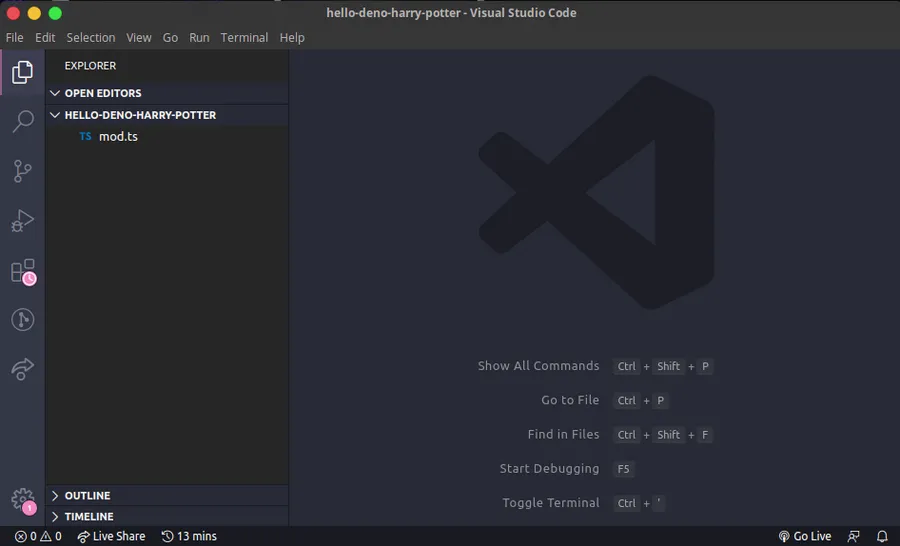 hello-deno-harry-potter - Visual Studio Code
File Edit Selection View Go Run Terminal Help
EXPLORER
OPEN EDITORS
HELLO-DENO-HARRY-POTTER
TS mod.ts
Show All Commands Ctrl + Shift + P
Go to File Ctrl + P
Find in Files Ctrl + Shift + F
Start Debugging F5
Toggle Terminal Ctrl + '
1
OUTLINE
TIMELINE
0 0 Live Share 13 mins Go Live